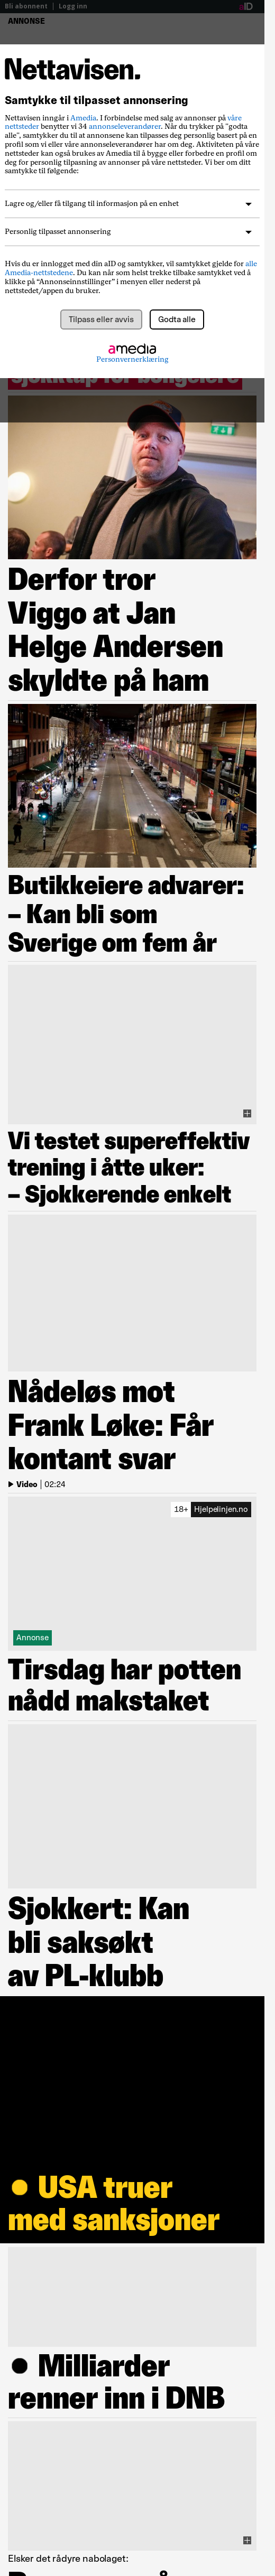 Bli abonnent | Logg inn
aID
ANNONSE
Nettavisen.
Samtykke til tilpasset annonsering
Nettavisen inngår i Amedia. I forbindelse med salg av annonser på våre
nettsteder benytter vi 34 annonseleverandører. Når du trykker på "godta
alle", samtykker du til at annonsene kan tilpasses deg personlig basert på en
profil som vi eller våre annonseleverandører har om deg. Aktiviteten på våre
nettsteder kan også brukes av Amedia til å bygge eller forbedre en profil om
deg for personlig tilpasning av annonser på våre nettsteder. Vi ber om ditt
samtykke til følgende:
Lagre og/eller få tilgang til informasjon på en enhet
Personlig tilpasset annonsering
Hvis du er innlogget med din aID og samtykker, vil samtykket gjelde for alle
Amedia-nettstedene. Du kan når som helst trekke tilbake samtykket ved å
klikke på “Annonseinnstillinger” i menyen eller nederst på
nettstedet/appen du bruker.
Tilpass eller avvis
Godta alle
amedia
Personvernerklæring
sjokktap for bongeiere
Derfor tror
Viggo at Jan
Helge Andersen
skyldte på ham
Butikkeiere advarer:
– Kan bli som
Sverige om fem år
Vi testet supereffektiv
trening i åtte uker:
– Sjokkerende enkelt
Nådeløs mot
Frank Løke: Får
kontant svar
Video | 02:24
18+ Hjelpelinjen.no
Annonse
Tirsdag har potten
nådd makstaket
Sjokkert: Kan
bli saksøkt
av PL-klubb
● USA truer
med sanksjoner
● Milliarder
renner inn i DNB
Elsker det rådyre nabolaget: